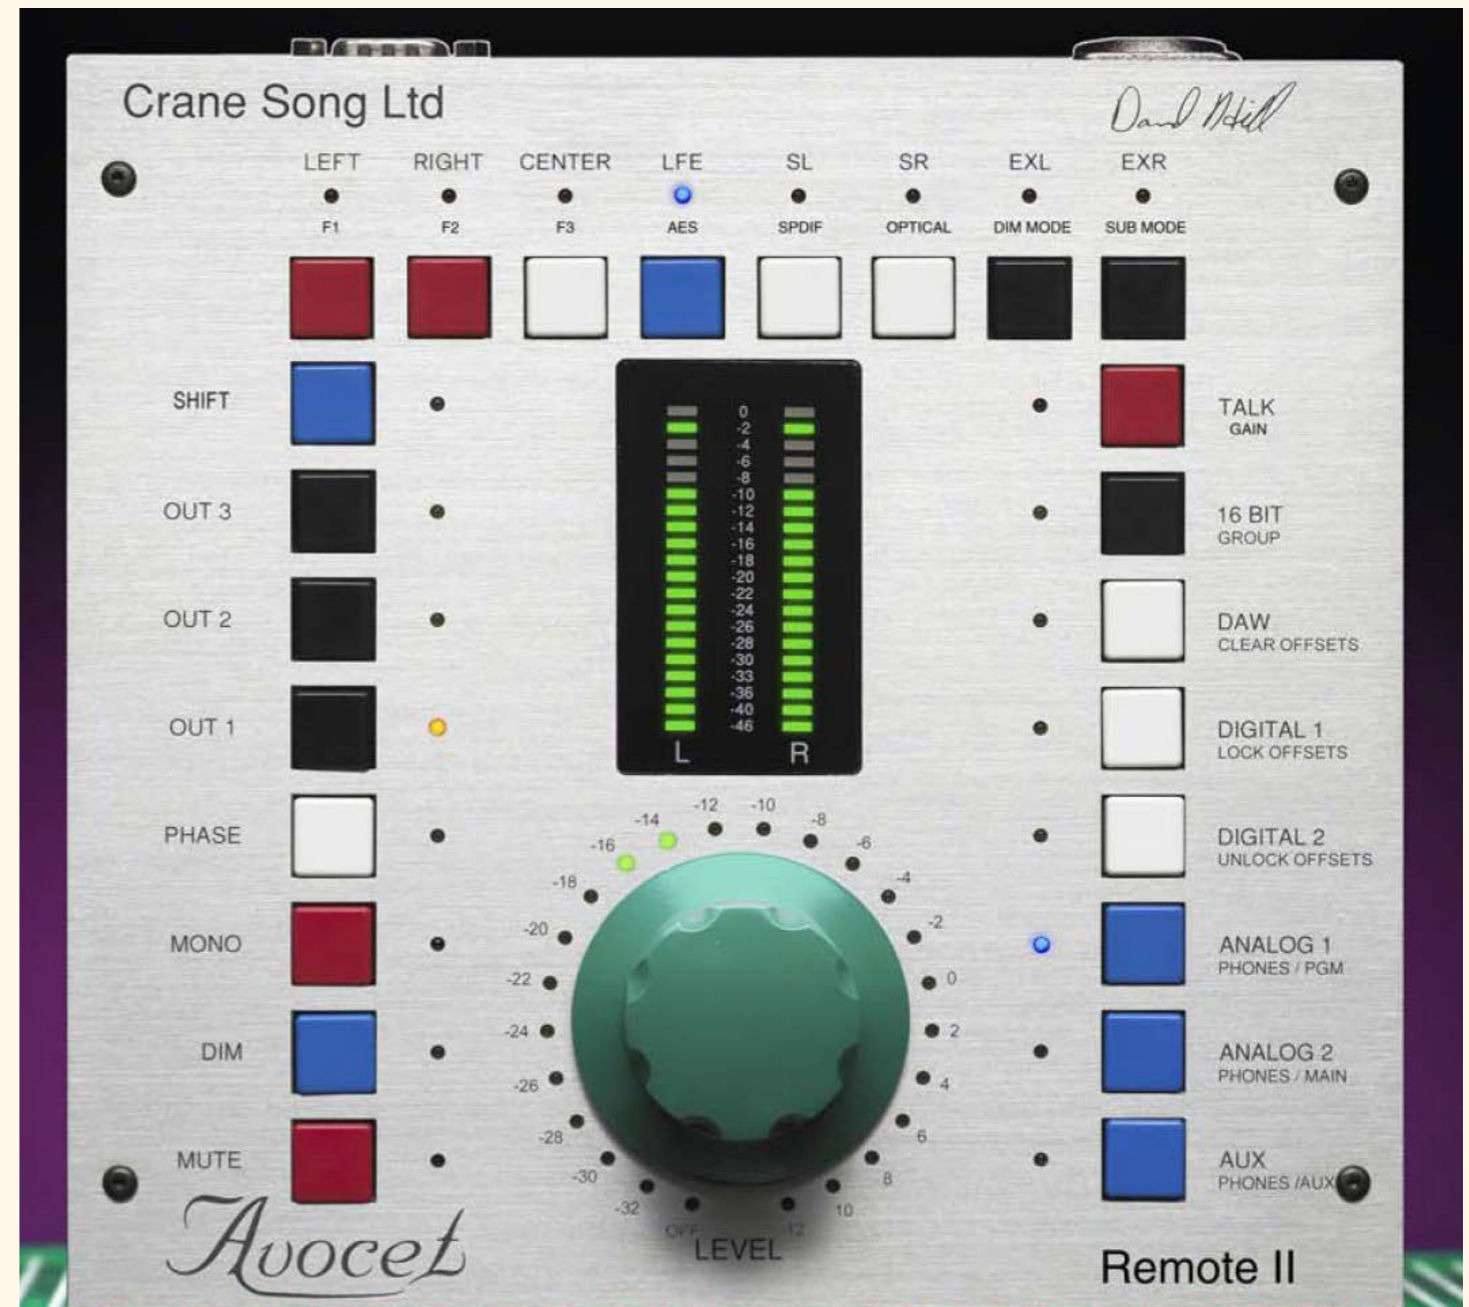 Crane Song Ltd
David N Hill
LEFT RIGHT CENTER LFE SL SR EXL EXR
F1 F2 F3 AES SPDIF OPTICAL DIM MODE SUB MODE
SHIFT
OUT 3
OUT 2
OUT 1
PHASE
MONO
DIM
MUTE
0
-2
-4
-6
-8
-10
-12
-14
-16
-18
-20
-22
-24
-26
-28
-30
-33
-36
-40
-46
L R
TALK
GAIN
16 BIT
GROUP
DAW
CLEAR OFFSETS
DIGITAL 1
LOCK OFFSETS
DIGITAL 2
UNLOCK OFFSETS
ANALOG 1
PHONES / PGM
ANALOG 2
PHONES / MAIN
AUX
PHONES /AUX
-12 -10
-14 -8
-16 -6
-18 -4
-20 -2
-22 0
-24 2
-26 4
-28 6
-30 8
-32 10
OFF 12
LEVEL
Avocet
Remote II